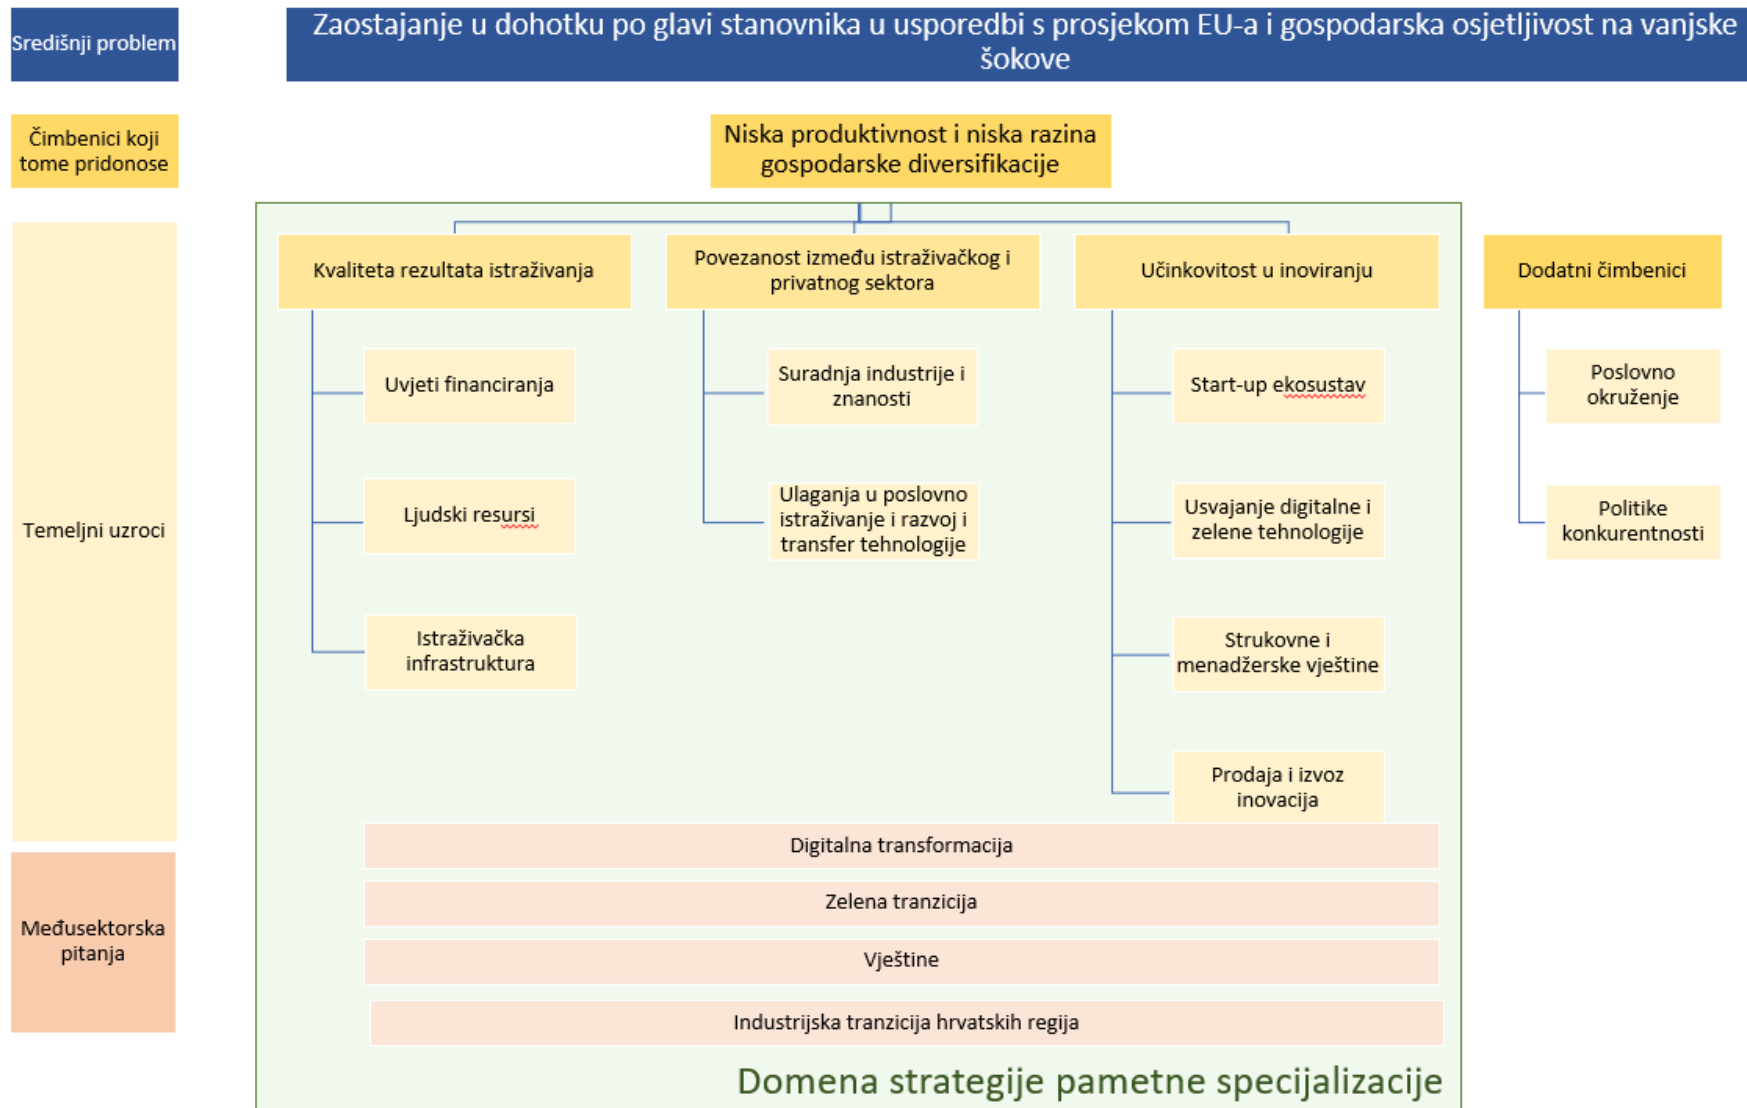 Središnji problem
Zaostajanje u dohotku po glavi stanovnika u usporedbi s prosjekom EU-a i gospodarska osjetljivost na vanjske
šokove
Čimbenici koji
tome pridonose
Niska produktivnost i niska razina
gospodarske diversifikacije
Temeljni uzroci
Kvaliteta rezultata istraživanja
Uvjeti financiranja
Ljudski resursi
Istraživačka
infrastruktura
Povezanost između istraživačkog i
privatnog sektora
Suradnja industrije i
znanosti
Ulaganja u poslovno
istraživanje i razvoj i
transfer tehnologije
Učinkovitost u inoviranju
Start-up ekosustav
Usvajanje digitalne i
zelene tehnologije
Strukovne i
menadžerske vještine
Prodaja i izvoz
inovacija
Dodatni čimbenici
Poslovno
okruženje
Politike
konkurentnosti
Međusektorska
pitanja
Digitalna transformacija
Zelena tranzicija
Vještine
Industrijska tranzicija hrvatskih regija
Domena strategije pametne specijalizacije